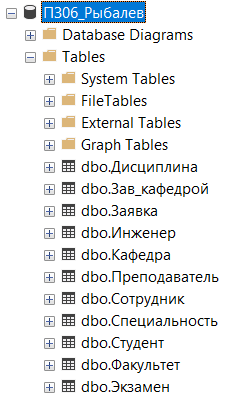 П30б_Рыбалев
Database Diagrams
Tables
System Tables
FileTables
External Tables
Graph Tables
dbo.Дисциплина
dbo.Зав_кафедрой
dbo.Заявка
dbo.Инженер
dbo.Кафедра
dbo.Преподаватель
dbo.Сотрудник
dbo.Специальность
dbo.Студент
dbo.Факультет
dbo.Экзамен